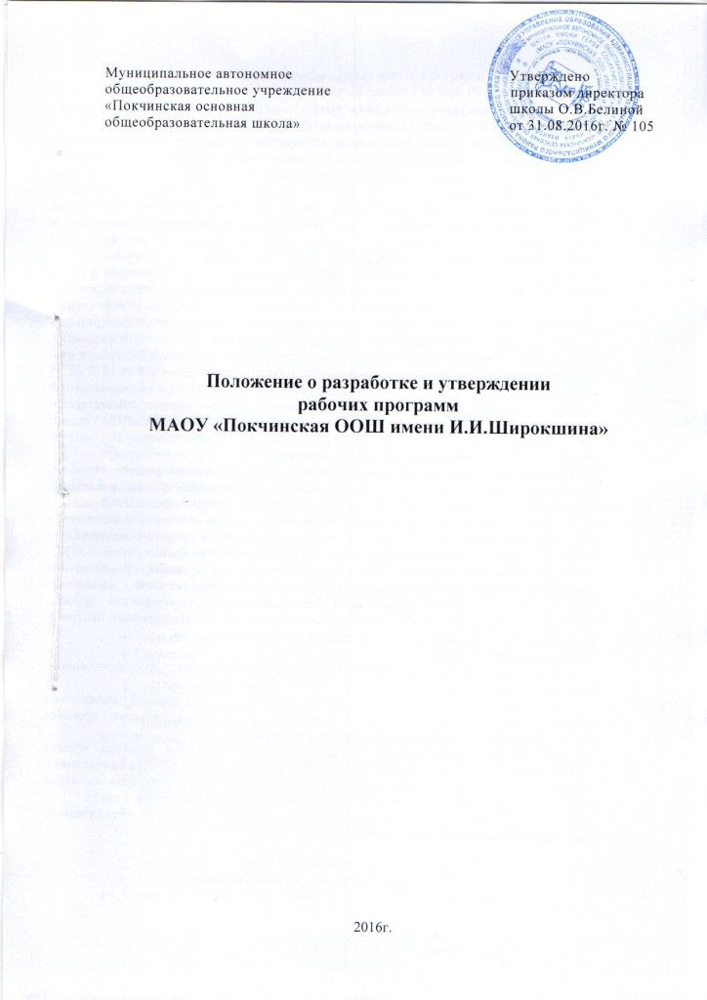 Муниципальное автономное
общеобразовательное учреждение
«Покчинская основная
общеобразовательная школа»
Утверждено
приказом директора
школы О.В.Белиной
от 31.08.2016г. № 105
Положение о разработке и утверждении
рабочих программ
МАОУ «Покчинская ООШ имени И.И.Широкшина»
2016г.